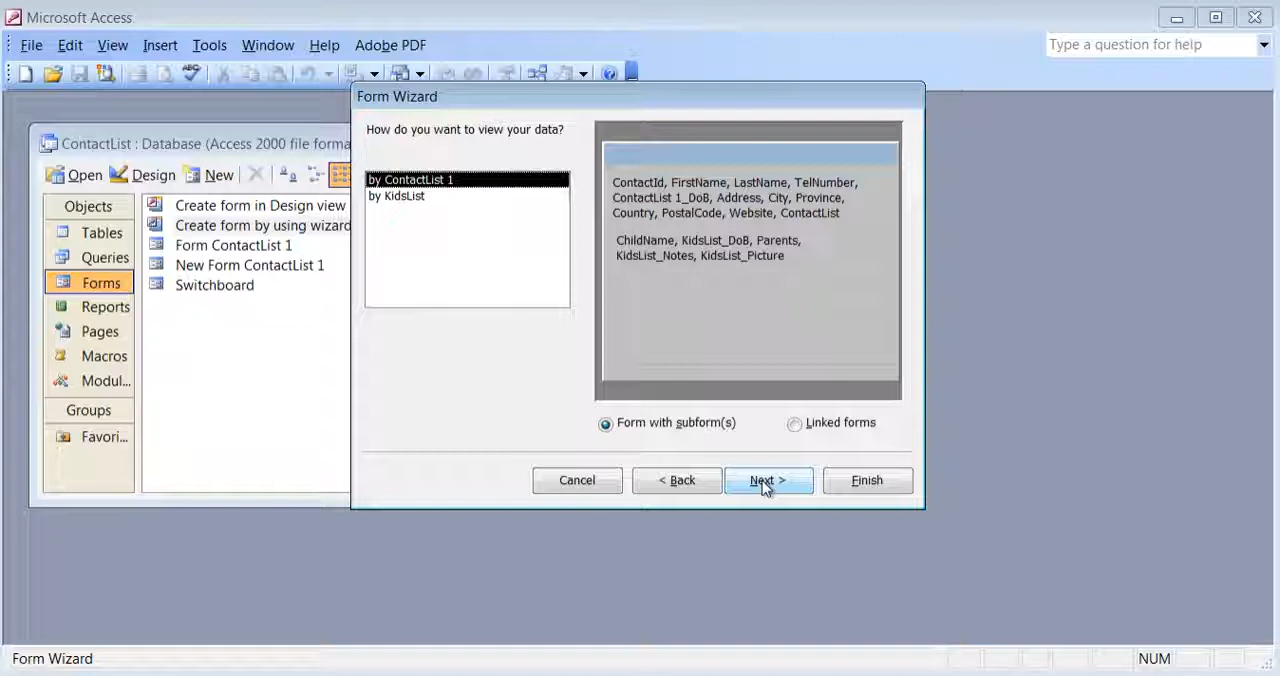 Microsoft Access
File Edit View Insert Tools Window Help Adobe PDF
Type a question for help
Form Wizard
How do you want to view your data?
by ContactList 1
by KidsList
ContactId, FirstName, LastName, TelNumber,
ContactList 1_DoB, Address, City, Province,
Country, PostalCode, Website, ContactList
ChildName, KidsList_DoB, Parents,
KidsList_Notes, KidsList_Picture
Form with subform(s) Linked forms
Cancel < Back Next > Finish
ContactList : Database (Access 2000 file forma
Open Design New
Objects
Tables
Queries
Forms
Reports
Pages
Macros
Modul...
Groups
Favori...
Create form in Design view
Create form by using wizard
Form ContactList 1
New Form ContactList 1
Switchboard
Form Wizard
NUM